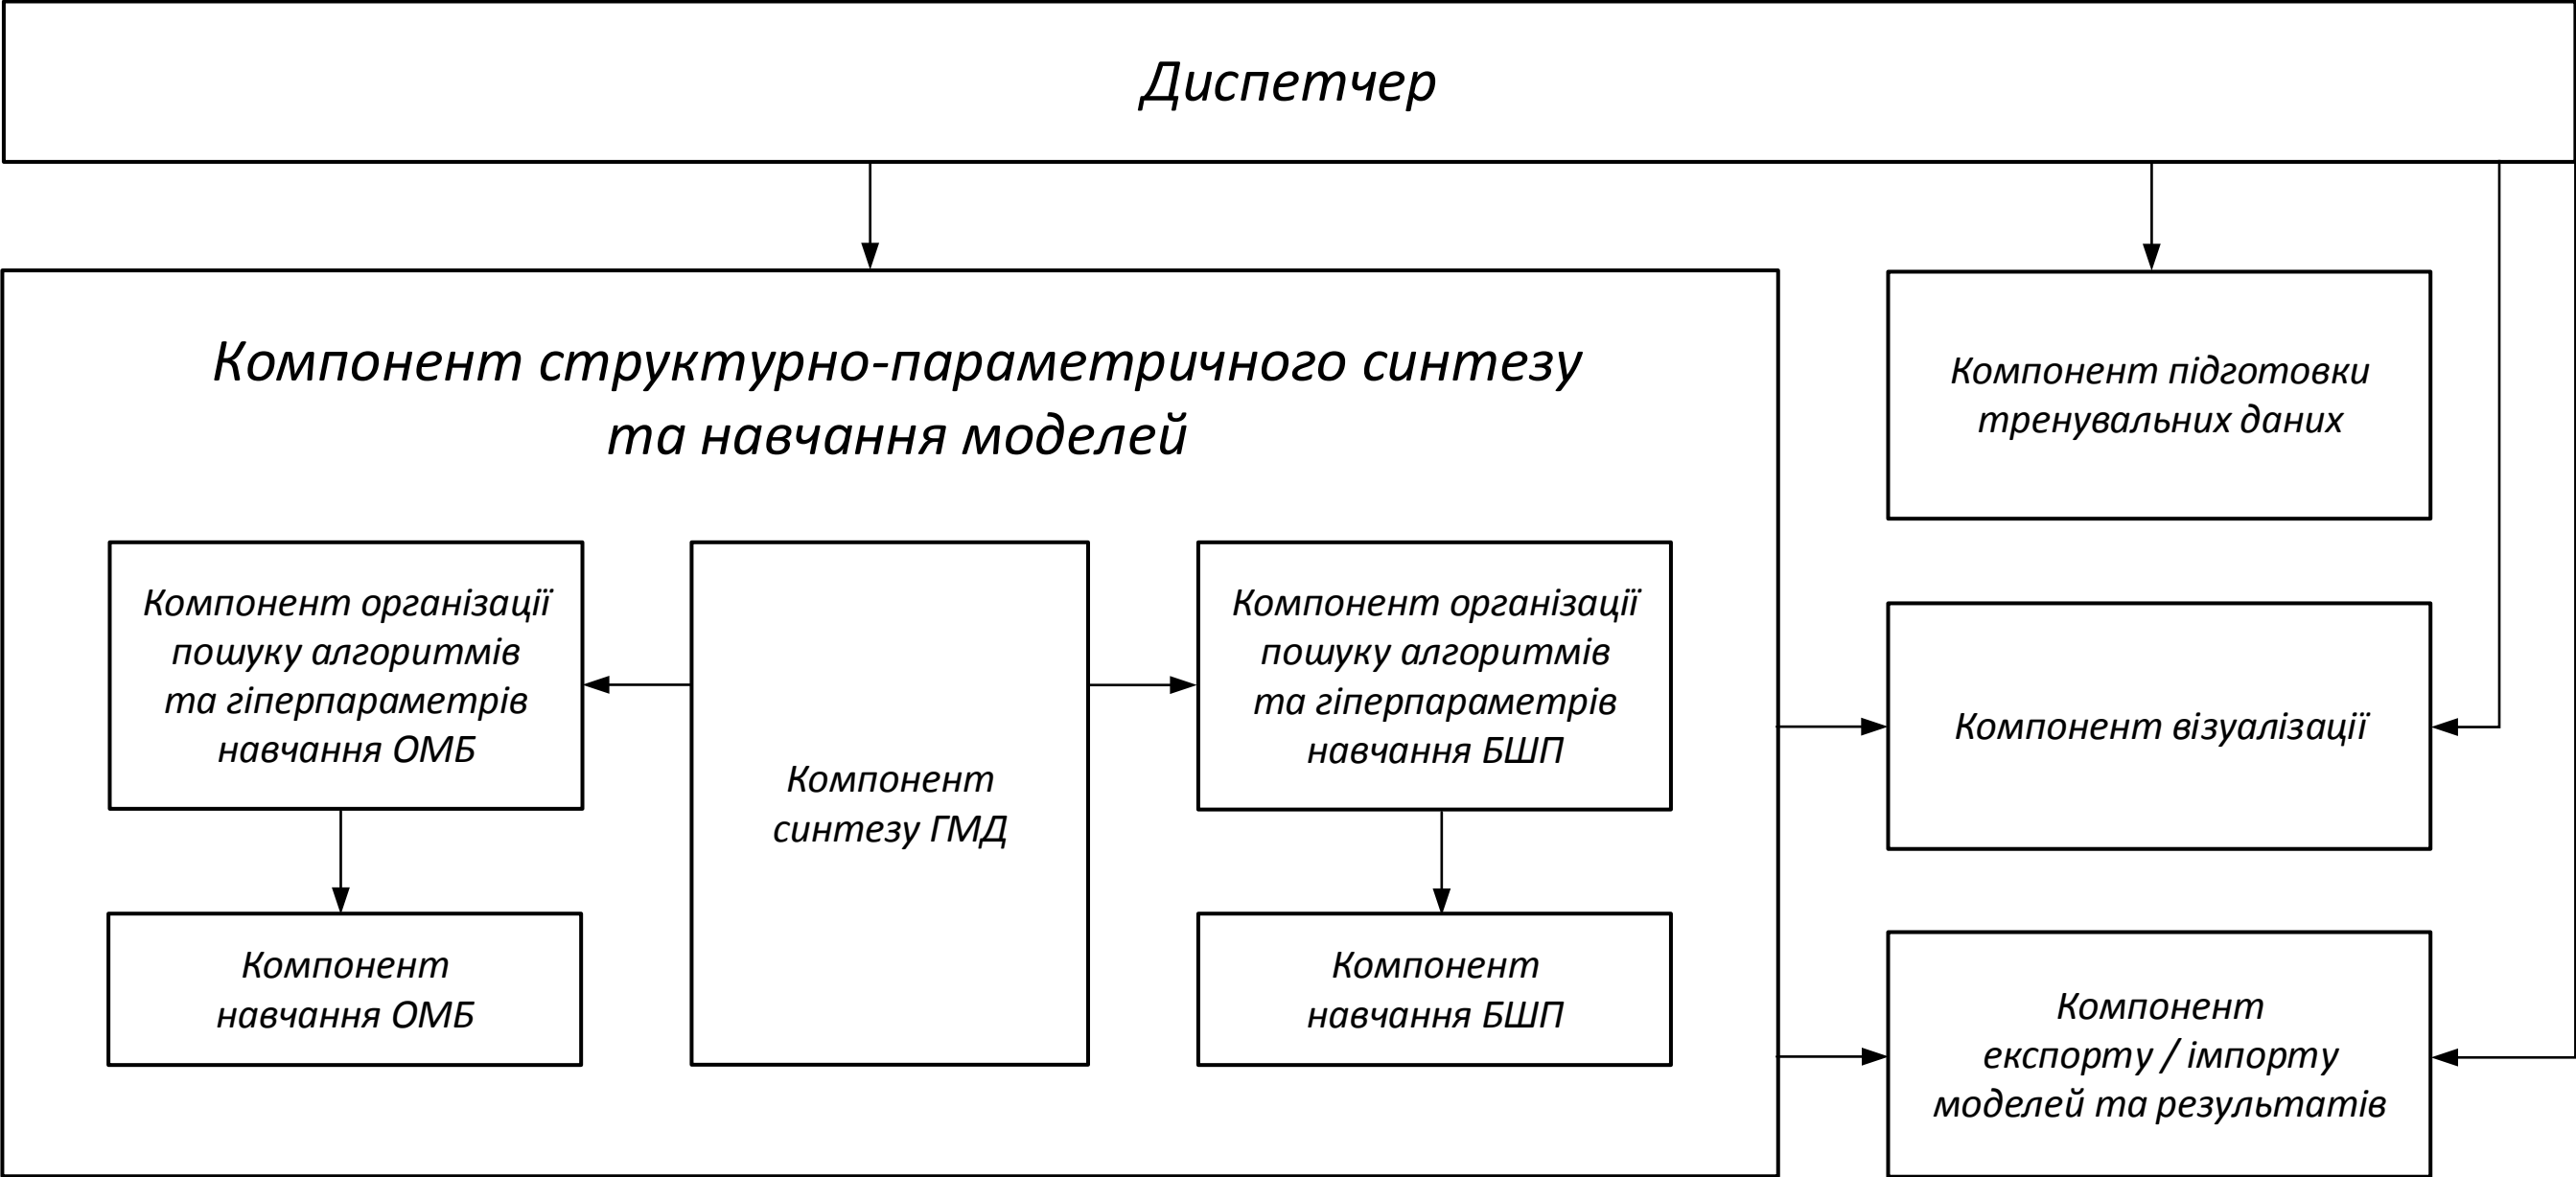 Диспетчер
Компонент структурно-параметричного синтезу
та навчання моделей
Компонент організації
пошуку алгоритмів
та гіперпараметрів
навчання ОМБ
Компонент
навчання ОМБ
Компонент
синтезу ГМД
Компонент організації
пошуку алгоритмів
та гіперпараметрів
навчання БШП
Компонент
навчання БШП
Компонент підготовки
тренувальних даних
Компонент візуалізації
Компонент
експорту / імпорту
моделей та результатів